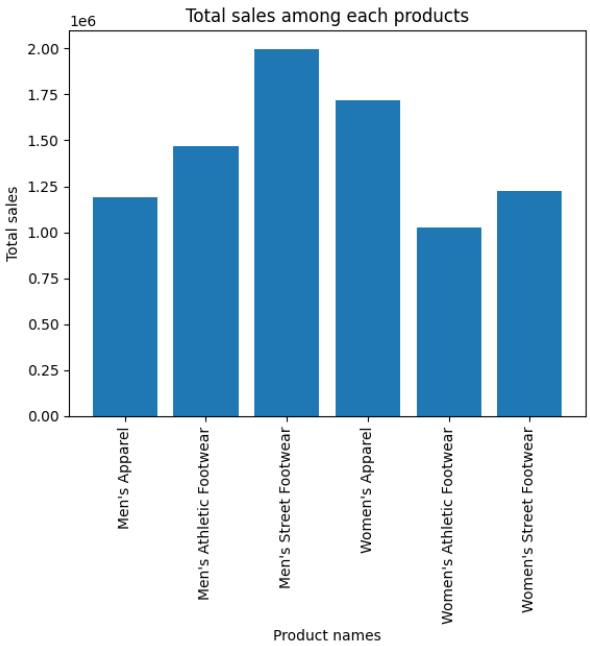 Total sales among each products
1e6
2.00
1.75
1.50
1.25
1.00
0.75
0.50
0.25
0.00
Total sales
Men's Apparel
Men's Athletic Footwear
Men's Street Footwear
Women's Apparel
Women's Athletic Footwear
Women's Street Footwear
Product names